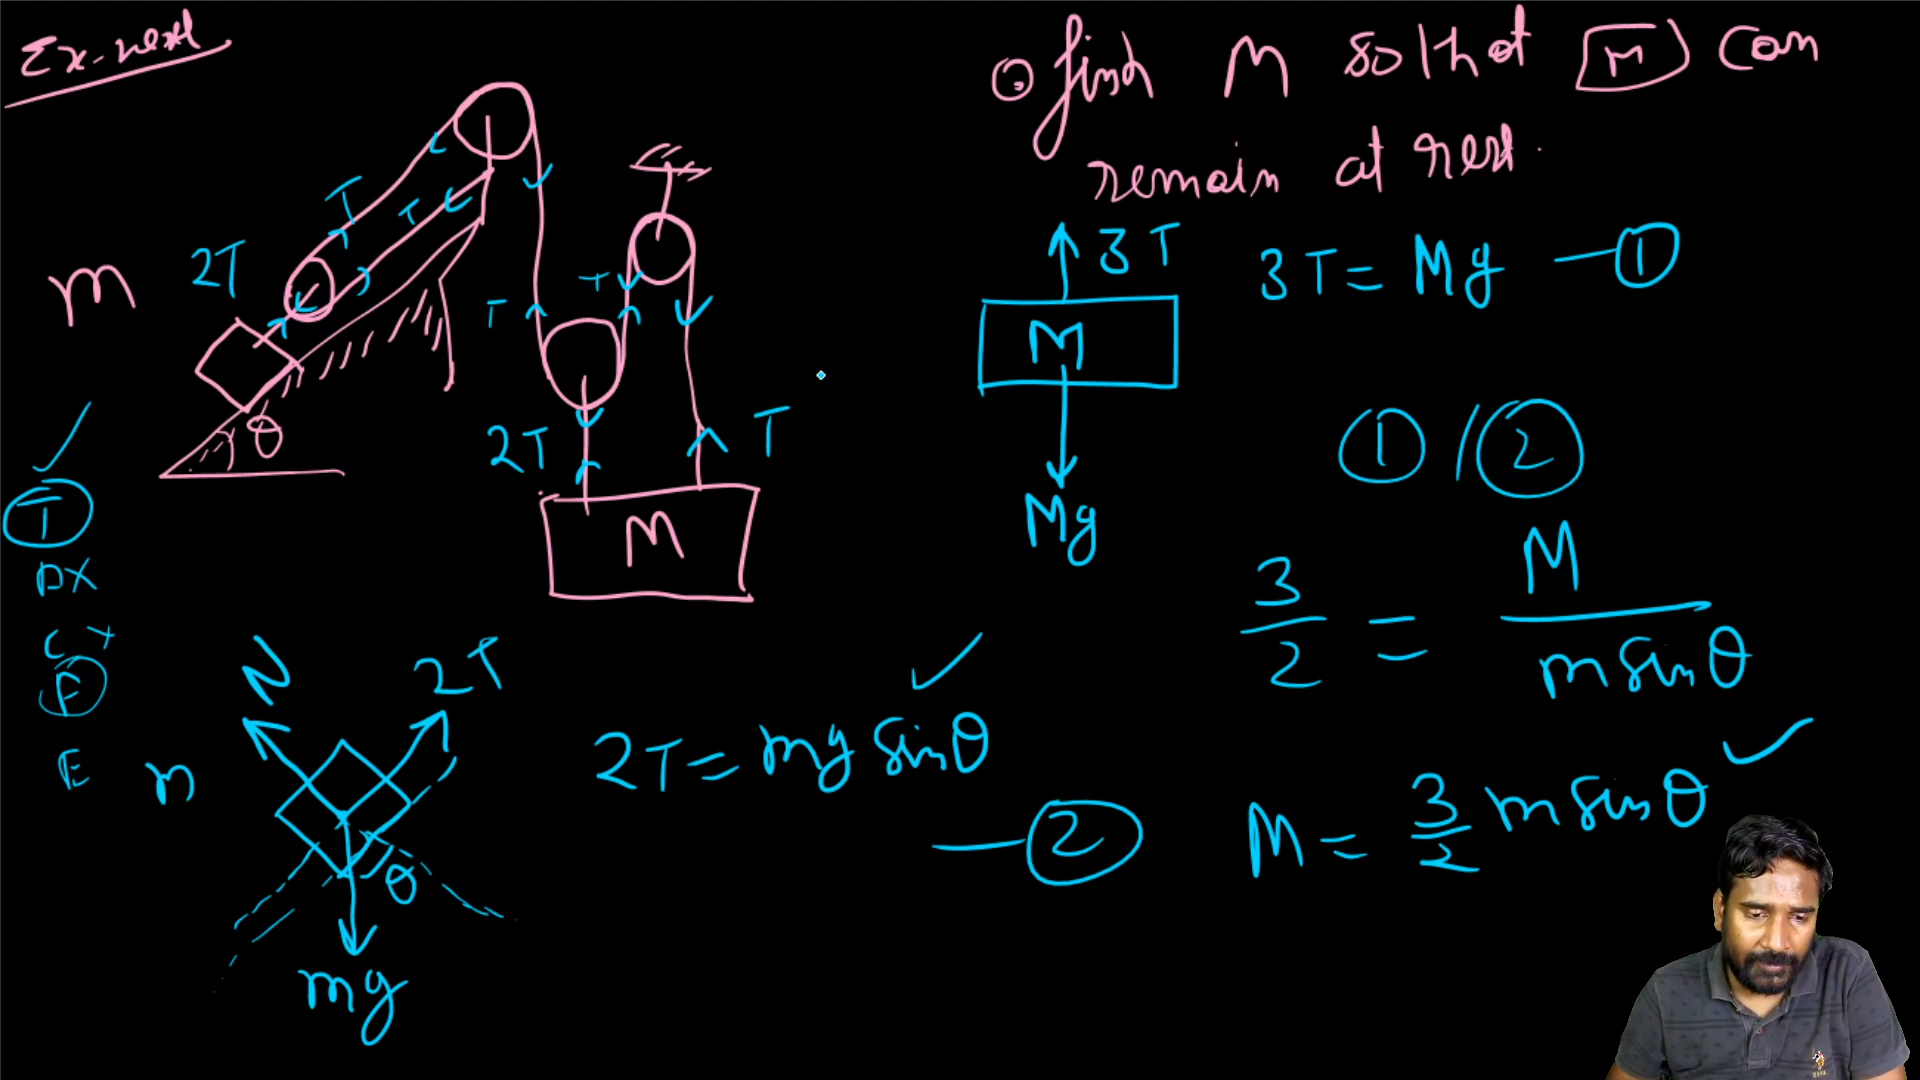 Ex-next
⊙ find M so that M can
remain at rest.
m
2T
T
T
T
T
2T
T
θ
M
T
D X
C X
F
E
3T
M
Mg
3T = Mg — ①
① / ②
3/2 = M / m sinθ
M = 3/2 m sinθ
N
2T
m
θ
mg
2T = mg sinθ
— ②